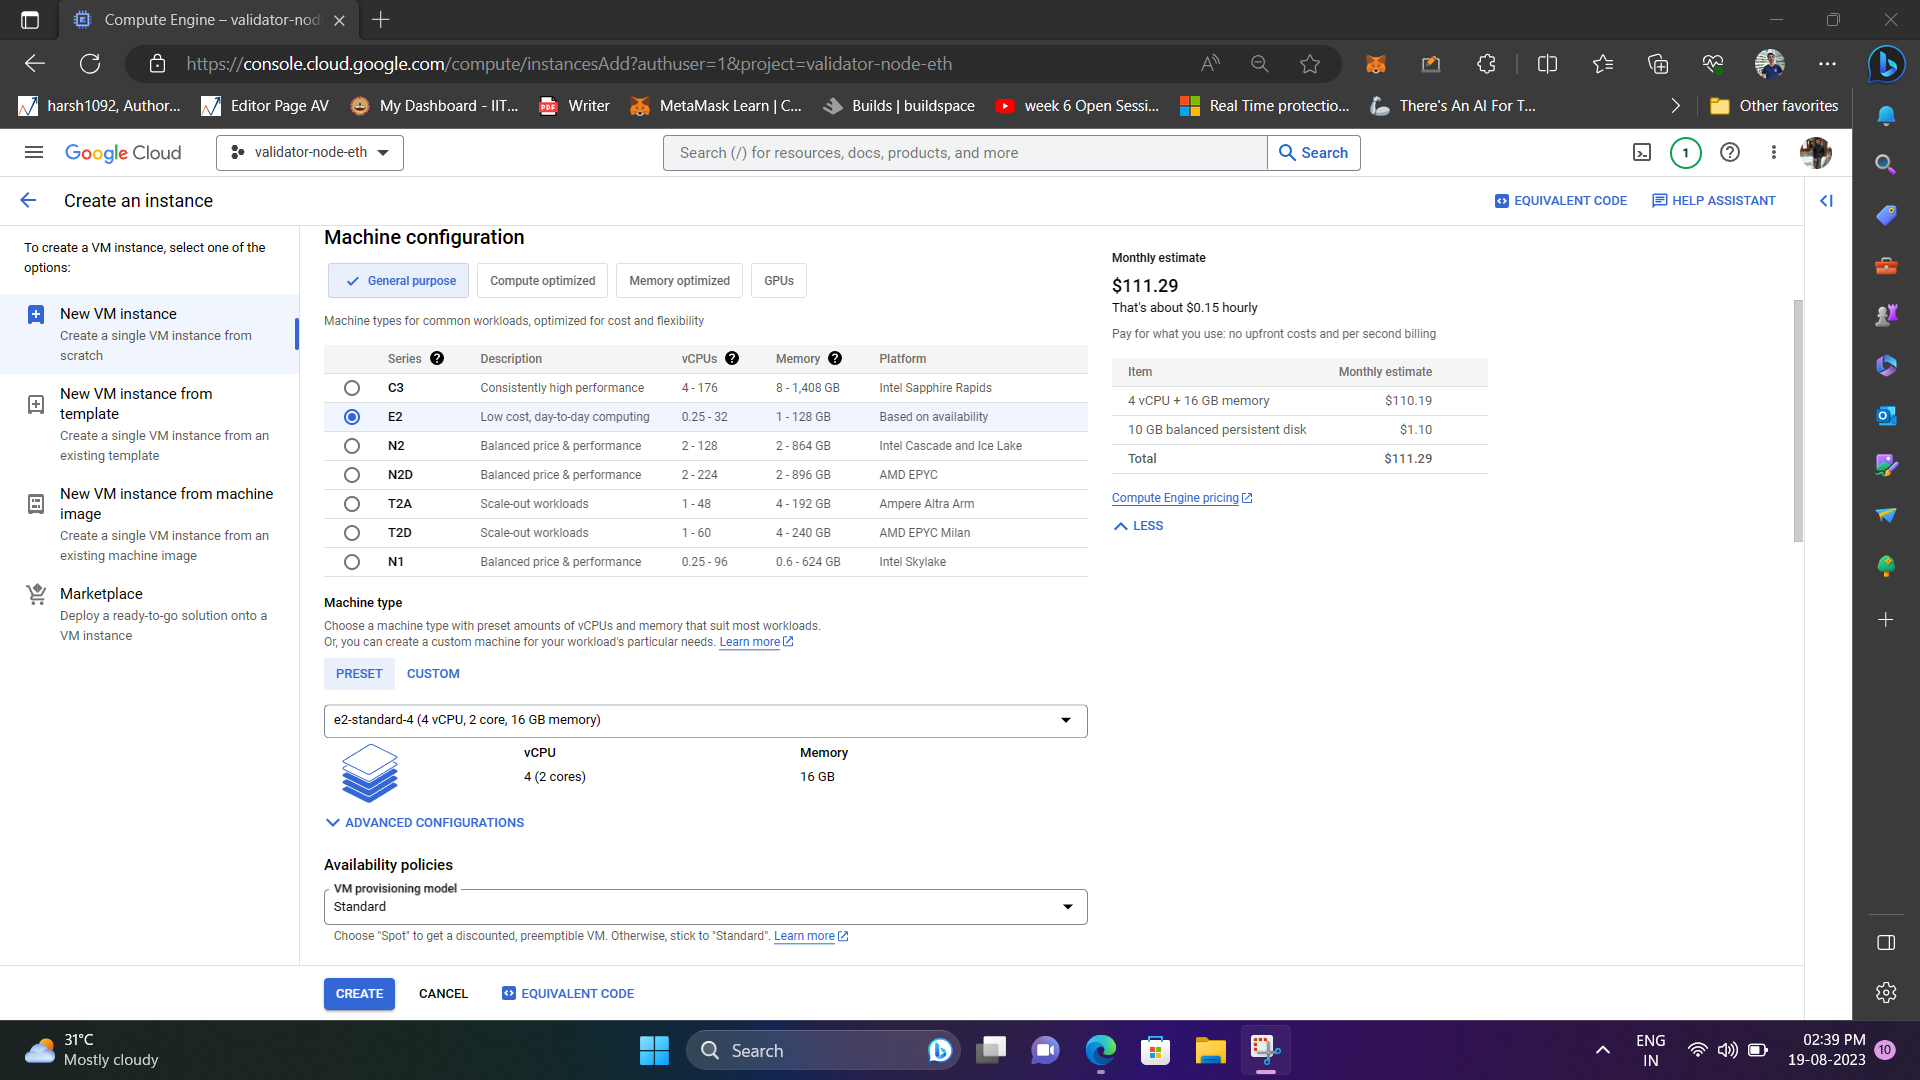 Compute Engine – validator-nod
https://console.cloud.google.com/compute/instancesAdd?authuser=1&project=validator-node-eth
harsh1092, Author...
Editor Page AV
My Dashboard - IIT...
Writer
MetaMask Learn | C...
Builds | buildspace
week 6 Open Sessi...
Real Time protectio...
There's An AI For T...
Other favorites
Google Cloud
validator-node-eth
Search (/) for resources, docs, products, and more
Search
1
Create an instance
EQUIVALENT CODE
HELP ASSISTANT
To create a VM instance, select one of the
options:
New VM instance
Create a single VM instance from
scratch
New VM instance from
template
Create a single VM instance from an
existing template
New VM instance from machine
image
Create a single VM instance from an
existing machine image
Marketplace
Deploy a ready-to-go solution onto a
VM instance
Machine configuration
General purpose
Compute optimized
Memory optimized
GPUs
Machine types for common workloads, optimized for cost and flexibility
Series Description vCPUs Memory Platform
C3 Consistently high performance 4 - 176 8 - 1,408 GB Intel Sapphire Rapids
E2 Low cost, day-to-day computing 0.25 - 32 1 - 128 GB Based on availability
N2 Balanced price & performance 2 - 128 2 - 864 GB Intel Cascade and Ice Lake
N2D Balanced price & performance 2 - 224 2 - 896 GB AMD EPYC
T2A Scale-out workloads 1 - 48 4 - 192 GB Ampere Altra Arm
T2D Scale-out workloads 1 - 60 4 - 240 GB AMD EPYC Milan
N1 Balanced price & performance 0.25 - 96 0.6 - 624 GB Intel Skylake
Machine type
Choose a machine type with preset amounts of vCPUs and memory that suit most workloads.
Or, you can create a custom machine for your workload's particular needs. Learn more
PRESET
CUSTOM
e2-standard-4 (4 vCPU, 2 core, 16 GB memory)
vCPU Memory
4 (2 cores) 16 GB
ADVANCED CONFIGURATIONS
Availability policies
VM provisioning model
Standard
Choose "Spot" to get a discounted, preemptible VM. Otherwise, stick to "Standard". Learn more
CREATE
CANCEL
EQUIVALENT CODE
Monthly estimate
$111.29
That's about $0.15 hourly
Pay for what you use: no upfront costs and per second billing
Item Monthly estimate
4 vCPU + 16 GB memory $110.19
10 GB balanced persistent disk $1.10
Total $111.29
Compute Engine pricing
LESS
31°C
Mostly cloudy
Search
ENG
IN
02:39 PM
19-08-2023
10